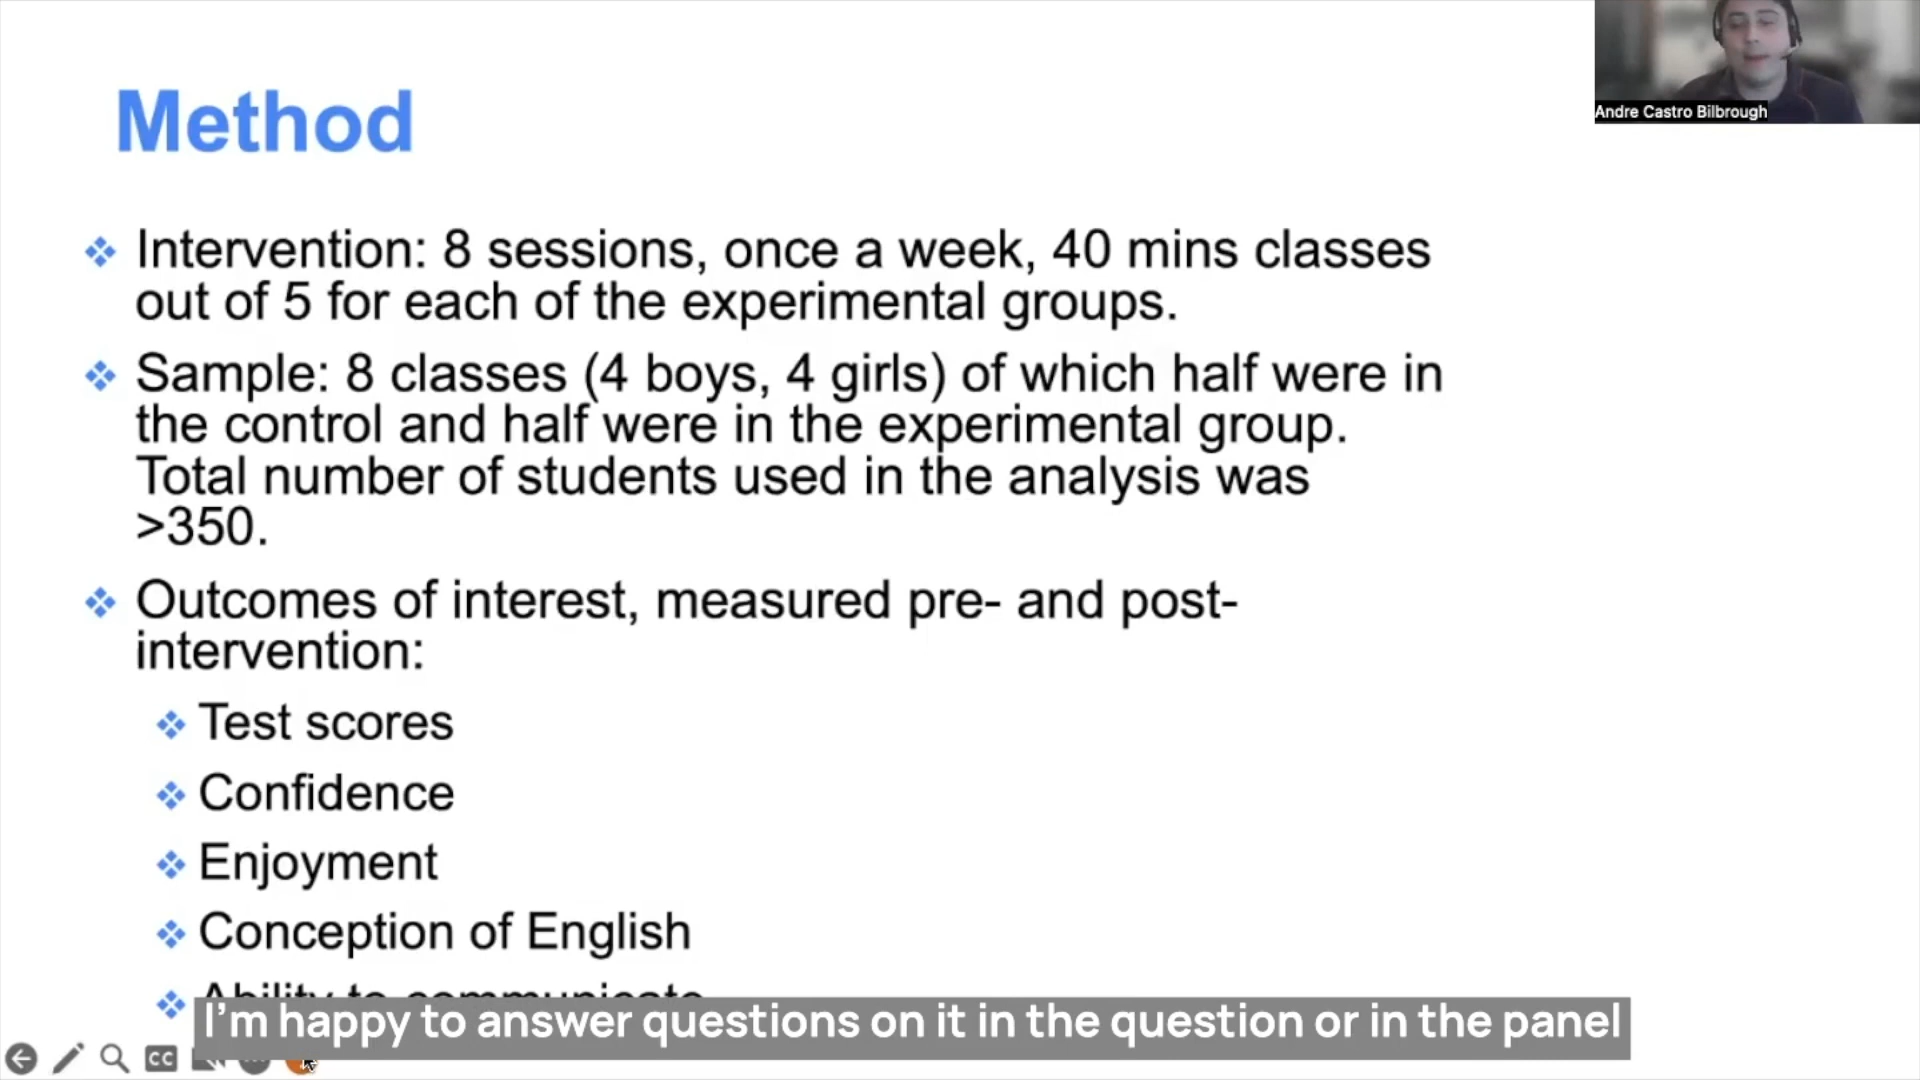 Method
Andre Castro Bilbrough
Intervention: 8 sessions, once a week, 40 mins classes
out of 5 for each of the experimental groups.
Sample: 8 classes (4 boys, 4 girls) of which half were in
the control and half were in the experimental group.
Total number of students used in the analysis was
>350.
Outcomes of interest, measured pre- and post-
intervention:
Test scores
Confidence
Enjoyment
Conception of English
Ability to communicate
I'm happy to answer questions on it in the question or in the panel
CC